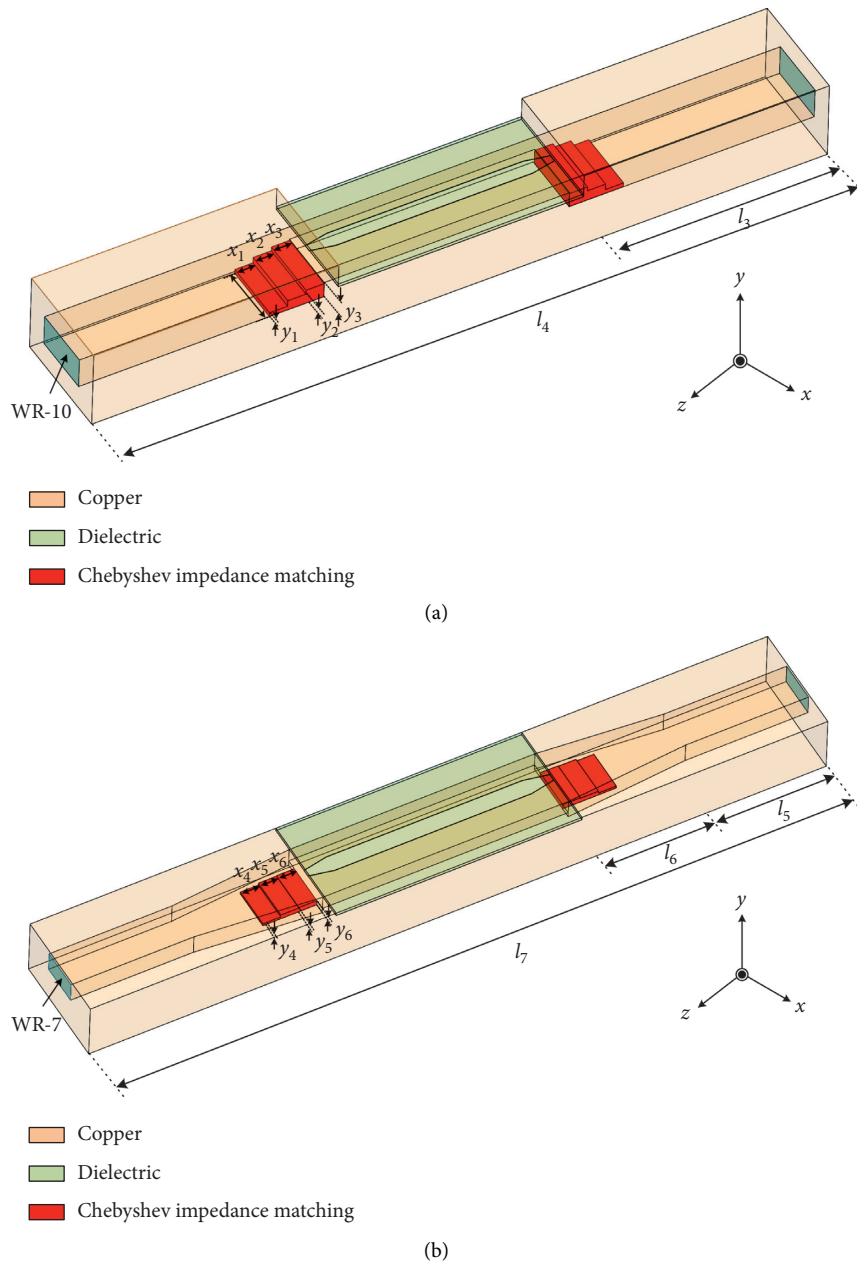 x₁ x₂ x₃
y₁ y₂ y₃
l₃
l₄
WR-10
y
z
x
Copper
Dielectric
Chebyshev impedance matching
(a)
x₄ x₅ x₆
y₄ y₅ y₆
l₅
l₆
l₇
WR-7
y
z
x
Copper
Dielectric
Chebyshev impedance matching
(b)